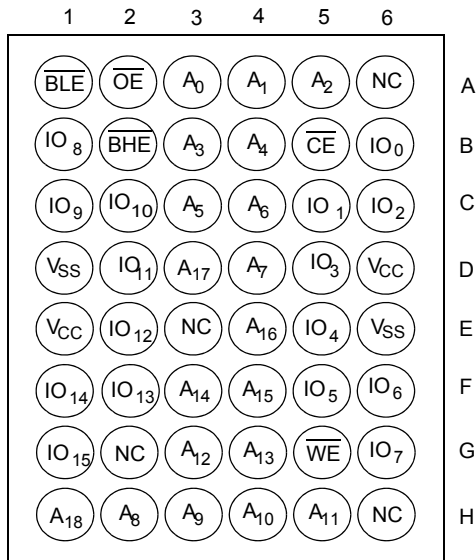 1 2 3 4 5 6
BLE OE A0 A1 A2 NC A
IO8 BHE A3 A4 CE IO0 B
IO9 IO10 A5 A6 IO1 IO2 C
VSS IO11 A17 A7 IO3 VCC D
VCC IO12 NC A16 IO4 VSS E
IO14 IO13 A14 A15 IO5 IO6 F
IO15 NC A12 A13 WE IO7 G
A18 A8 A9 A10 A11 NC H